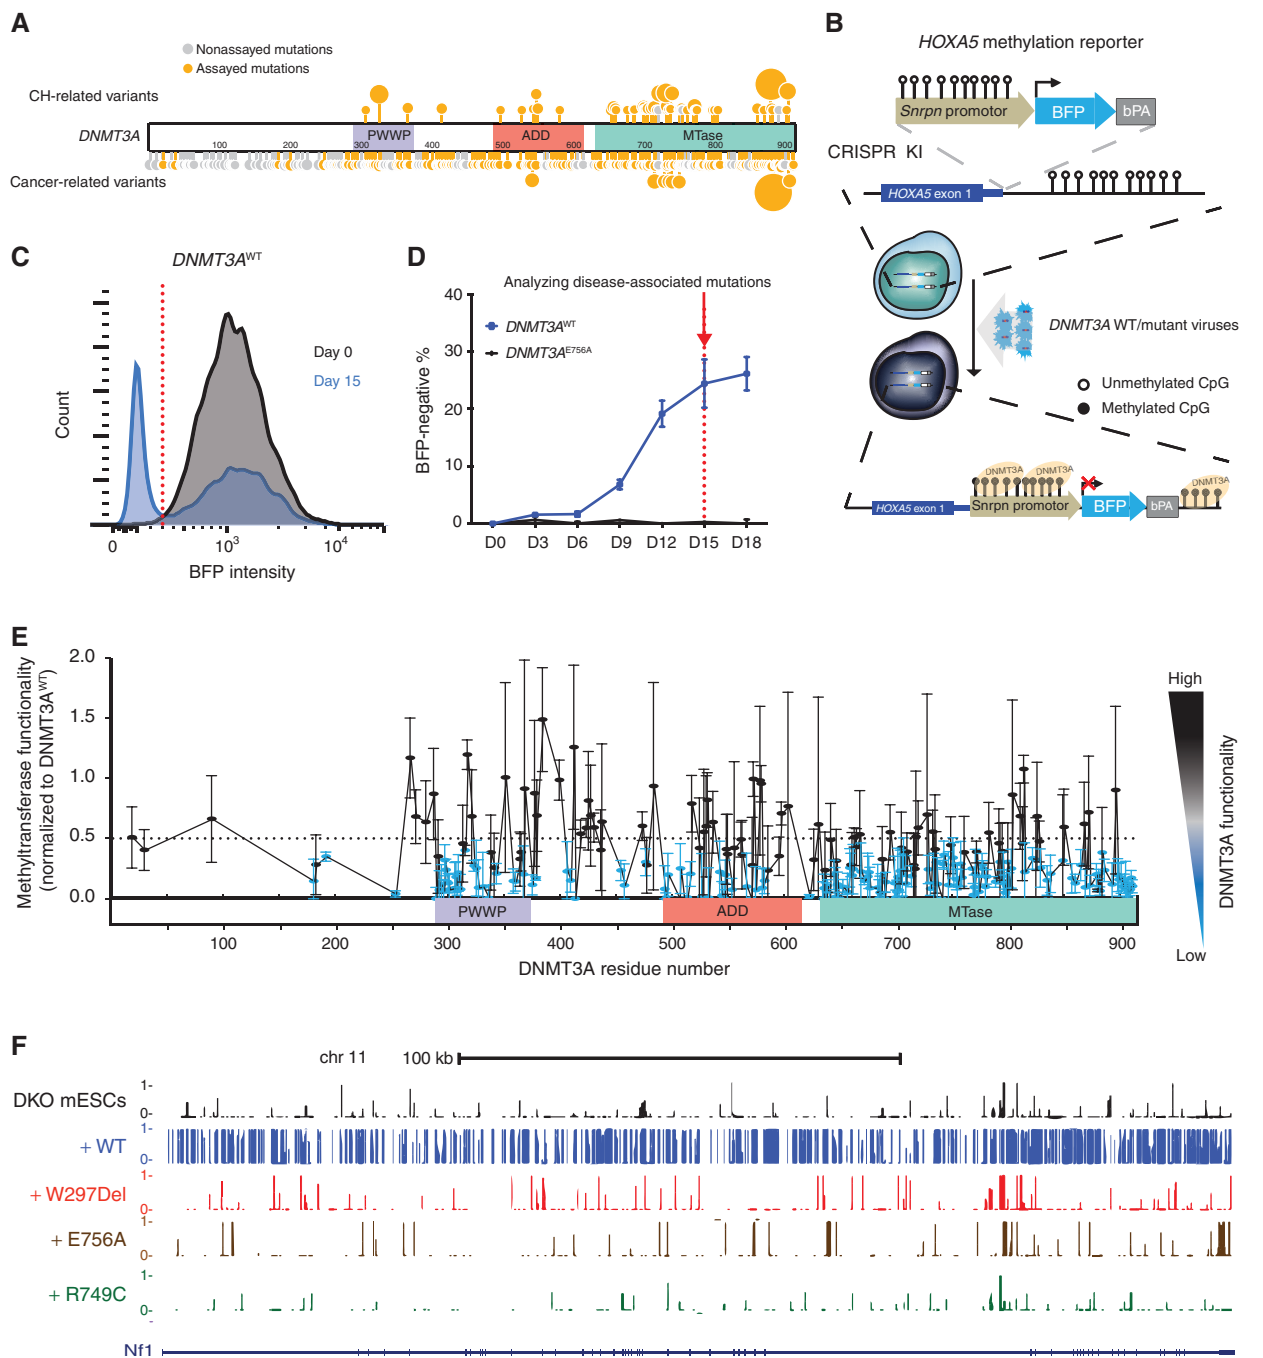 A
Nonassayed mutations
Assayed mutations
CH-related variants
DNMT3A
PWWP
ADD
MTase
100 200 300 400 500 600 700 800 900
Cancer-related variants
B
HOXA5 methylation reporter
Snrpn promotor
BFP
bPA
CRISPR KI
HOXA5 exon 1
DNMT3A WT/mutant viruses
Unmethylated CpG
Methylated CpG
DNMT3A DNMT3A DNMT3A
HOXA5 exon 1
Snrpn promotor
BFP
bPA
C
DNMT3AWT
Day 0
Day 15
Count
0 10³ 10⁴
BFP intensity
D
Analyzing disease-associated mutations
40
30
20
10
0
DNMT3AWT
DNMT3AE756A
BFP-negative %
D0 D3 D6 D9 D12 D15 D18
E
Methyltransferase functionality
(normalized to DNMT3AWT)
2.0
1.5
1.0
0.5
0.0
PWWP
ADD
MTase
100 200 300 400 500 600 700 800 900
DNMT3A residue number
High
DNMT3A functionality
Low
F
chr 11 100 kb
DKO mESCs
1-
0-
+ WT
1-
0-
+ W297Del
1-
0-
+ E756A
1-
0-
+ R749C
1-
0-
Nf1